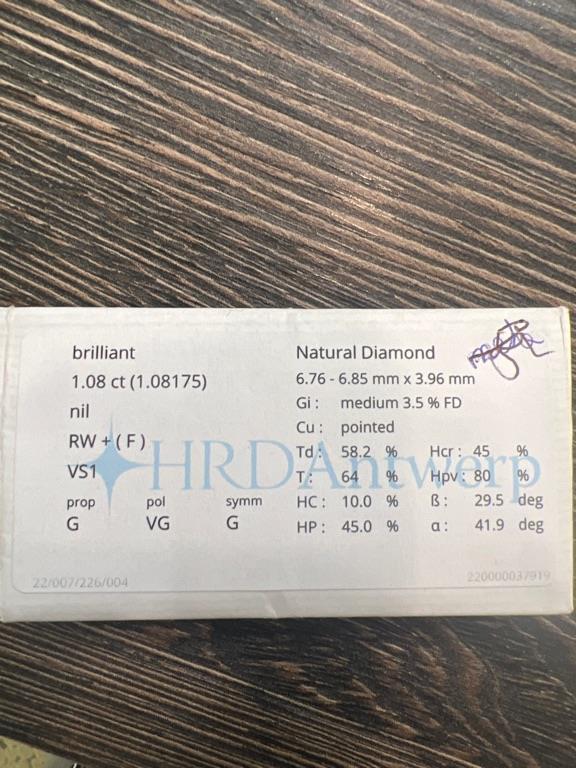 brilliant
1.08 ct (1.08175)
nil
RW + ( F )
VS1
prop pol symm
G VG G
22/007/226/004
Natural Diamond
6.76 - 6.85 mm x 3.96 mm
Gi : medium 3.5 % FD
Cu : pointed
Td : 58.2 % Hcr : 45 %
T : 64 % Hpv : 80 %
HC : 10.0 % ß : 29.5 deg
HP : 45.0 % α : 41.9 deg
220000037919
HRDAntwerp